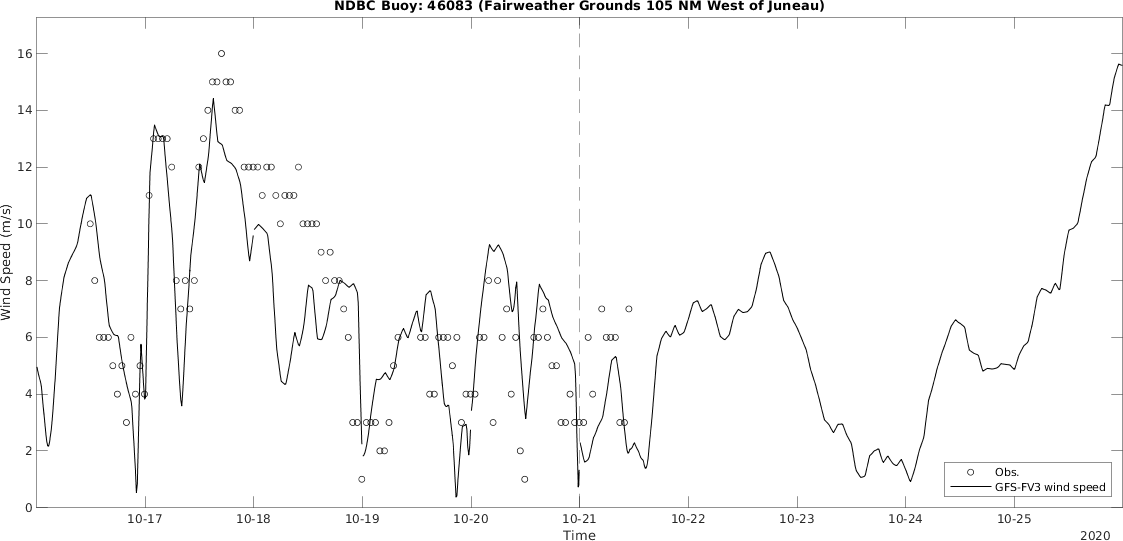 NDBC Buoy: 46083 (Fairweather Grounds 105 NM West of Juneau)
Wind Speed (m/s)
16
14
12
10
8
6
4
2
0
10-17 10-18 10-19 10-20 10-21 10-22 10-23 10-24 10-25
Time
2020
Obs.
GFS-FV3 wind speed